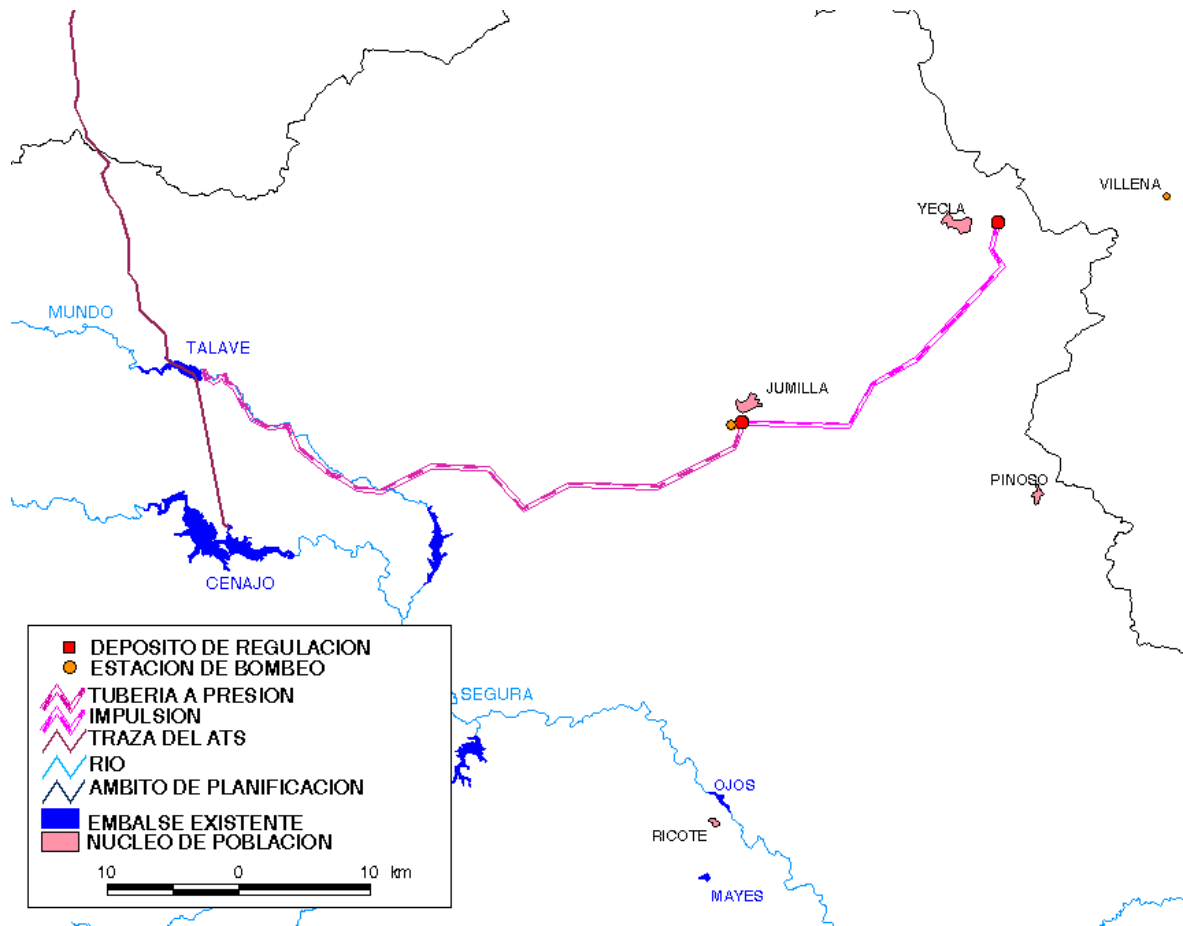 VILLENA
YECLA
MUNDO
TALAVE
JUMILLA
PINOSO
CENAJO
DEPOSITO DE REGULACION
ESTACION DE BOMBEO
TUBERIA A PRESION
IMPULSION
TRAZA DEL ATS
RIO
AMBITO DE PLANIFICACION
EMBALSE EXISTENTE
NUCLEO DE POBLACION
10 0 10 km
SEGURA
OJOS
RICOTE
MAYES